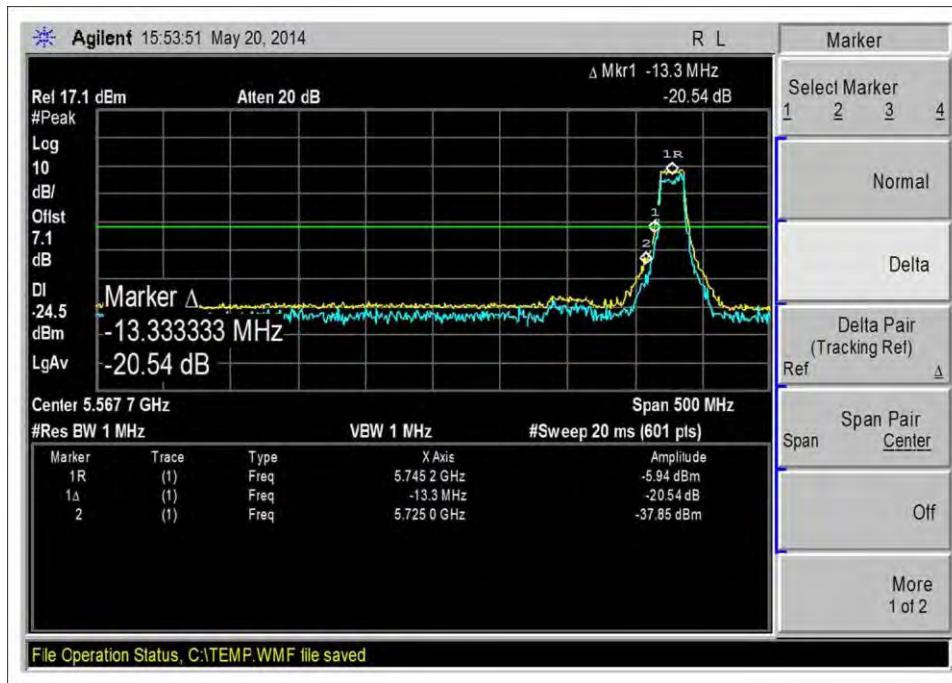 Agilent 15:53:51 May 20, 2014 R L
Δ Mkr1 -13.3 MHz
Ref 17.1 dBm Atten 20 dB -20.54 dB
#Peak
Log
10
dB/
Offst
7.1
dB
DI
-24.5
dBm
LgAv
1R
1
2
Marker Δ
-13.333333 MHz
-20.54 dB
Center 5.567 7 GHz Span 500 MHz
#Res BW 1 MHz VBW 1 MHz #Sweep 20 ms (601 pts)
Marker Trace Type X Axis Amplitude
1R (1) Freq 5.745 2 GHz -5.94 dBm
1Δ (1) Freq -13.3 MHz -20.54 dB
2 (1) Freq 5.725 0 GHz -37.85 dBm
File Operation Status, C:\TEMP.WMF file saved
Marker
Select Marker
1 2 3 4
Normal
Delta
Delta Pair
(Tracking Ref)
Ref Δ
Span Pair
Span Center
Off
More
1 of 2